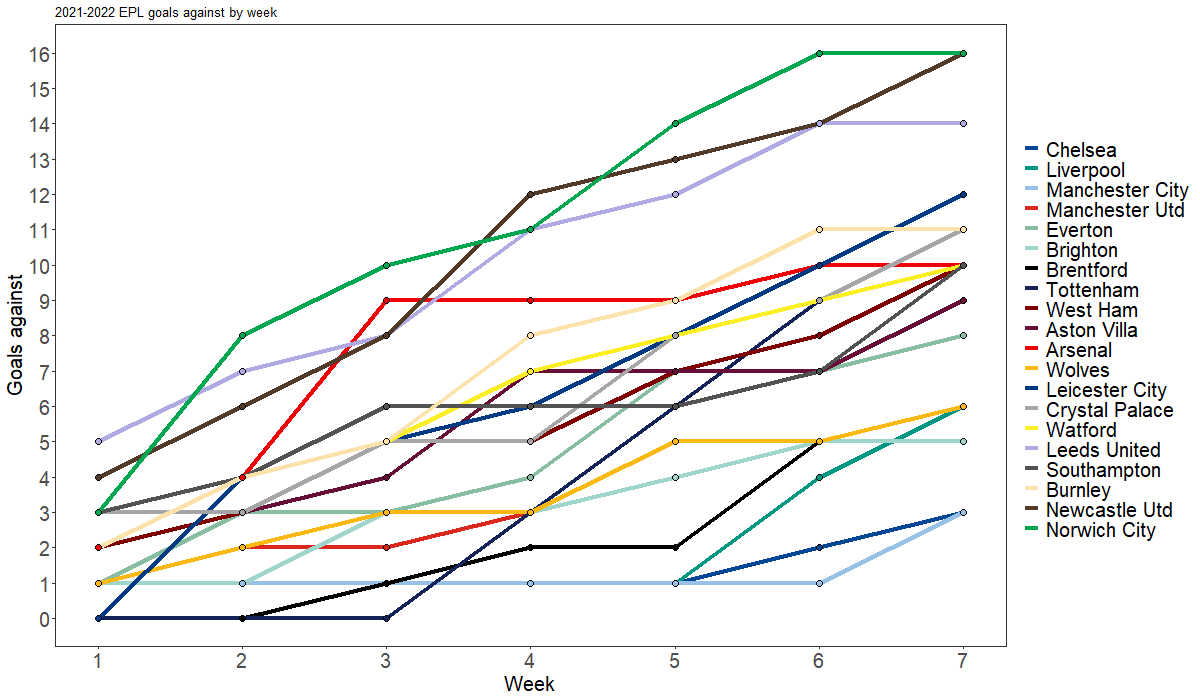 2021-2022 EPL goals against by week
Goals against
16
15
14
13
12
11
10
9
8
7
6
5
4
3
2
1
0
1 2 3 4 5 6 7
Week
Chelsea
Liverpool
Manchester City
Manchester Utd
Everton
Brighton
Brentford
Tottenham
West Ham
Aston Villa
Arsenal
Wolves
Leicester City
Crystal Palace
Watford
Leeds United
Southampton
Burnley
Newcastle Utd
Norwich City